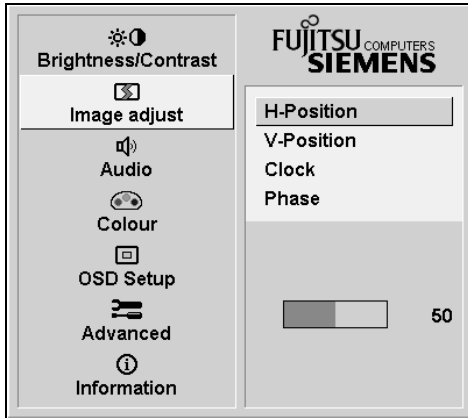 Brightness/Contrast
Image adjust
Audio
Colour
OSD Setup
Advanced
Information
FUJITSU COMPUTERS
SIEMENS
H-Position
V-Position
Clock
Phase
50